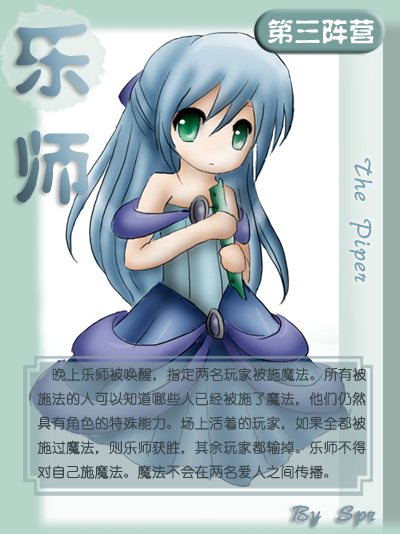 乐师
第三阵营
the Piper
晚上乐师被唤醒，指定两名玩家被施魔法。所有被
施法的人可以知道哪些人已经被施了魔法，他们仍然
具有角色的特殊能力。场上活着的玩家，如果全都被
施过魔法，则乐师获胜，其余玩家都输掉。乐师不得
对自己施魔法。魔法不会在两名爱人之间传播。
By Spr